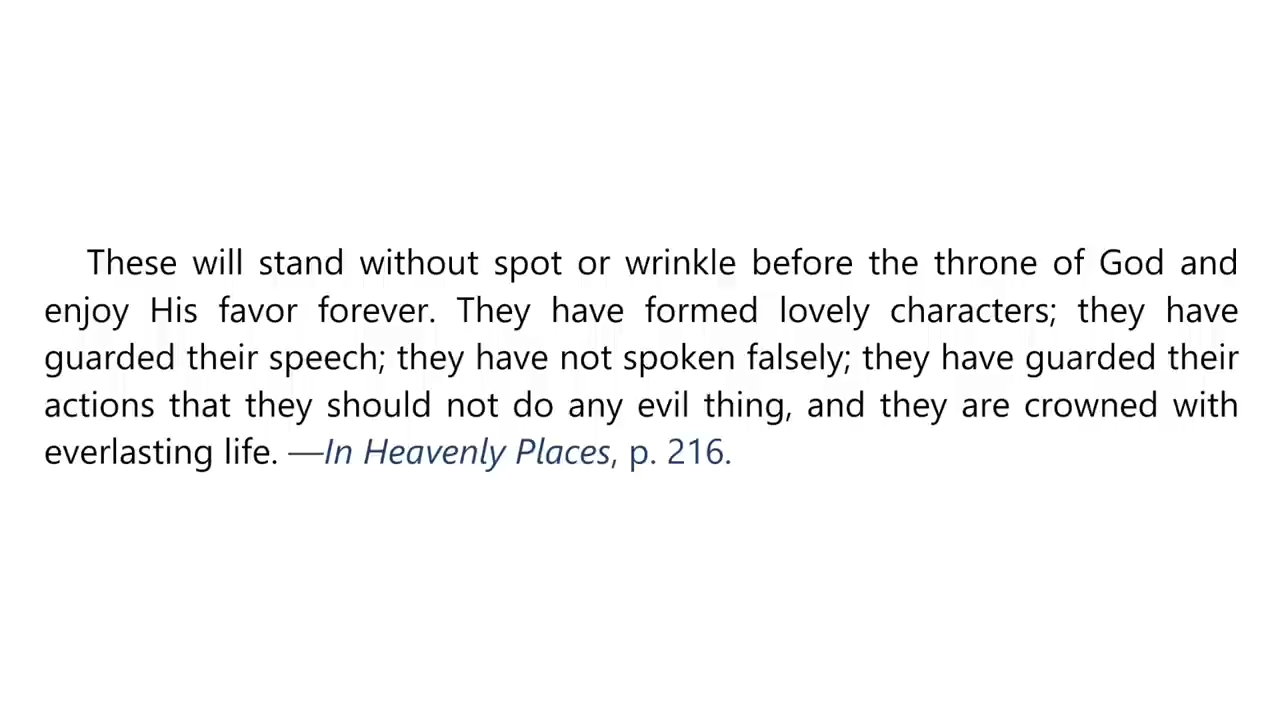 These will stand without spot or wrinkle before the throne of God and
enjoy His favor forever. They have formed lovely characters; they have
guarded their speech; they have not spoken falsely; they have guarded their
actions that they should not do any evil thing, and they are crowned with
everlasting life. —In Heavenly Places, p. 216.